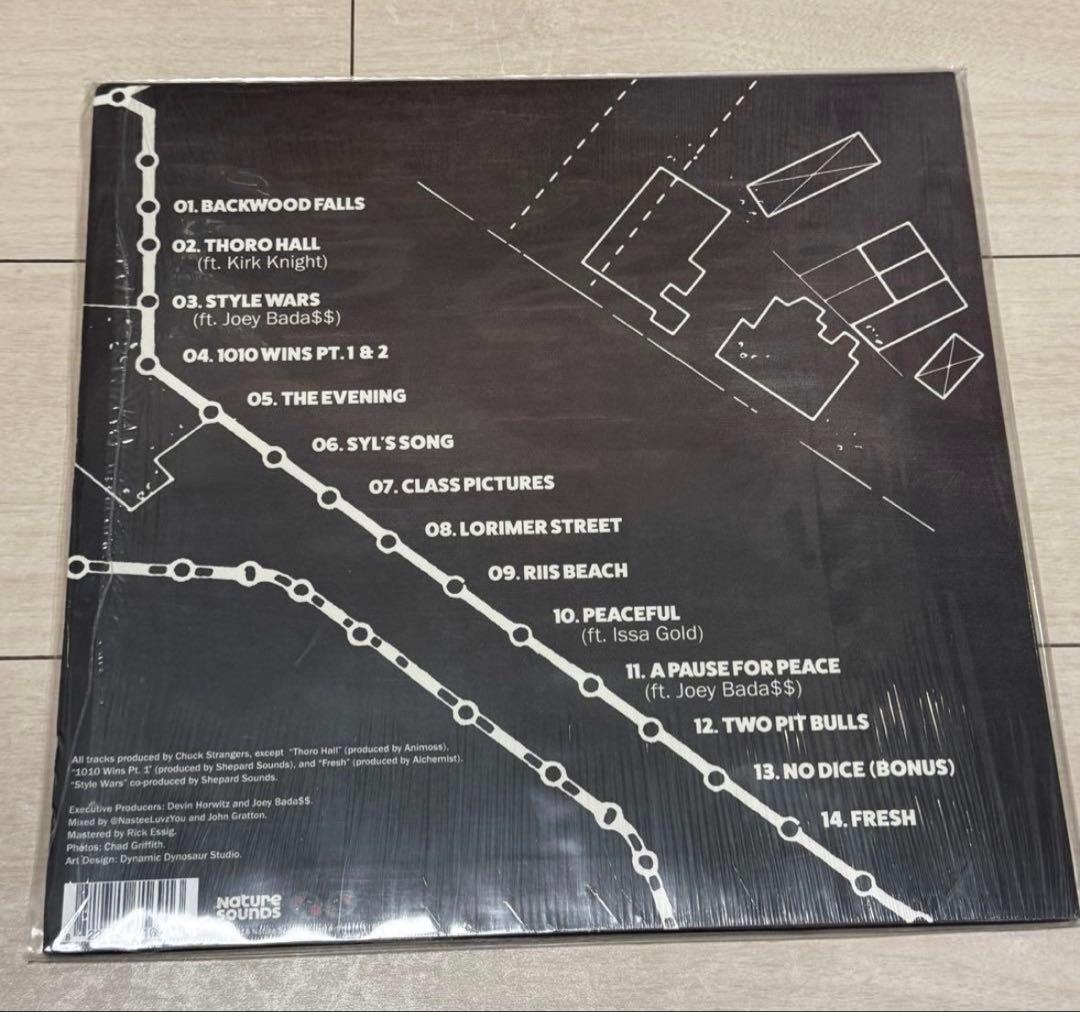 01. BACKWOOD FALLS
02. THORO HALL
(ft. Kirk Knight)
03. STYLE WARS
(ft. Joey Bada$$)
04. 1010 WINS PT. 1 & 2
05. THE EVENING
06. SYL'S SONG
07. CLASS PICTURES
08. LORIMER STREET
09. RIIS BEACH
10. PEACEFUL
(ft. Issa Gold)
11. A PAUSE FOR PEACE
(ft. Joey Bada$$)
12. TWO PIT BULLS
13. NO DICE (BONUS)
14. FRESH
All tracks produced by Chuck Strangers, except "Thoro Hall" (produced by Animoss),
"1010 Wins Pt. 1" (produced by Shepard Sounds), and "Fresh" (produced by Alchemist).
"Style Wars" co-produced by Shepard Sounds.
Executive Producers: Devin Horwitz and Joey Bada$$.
Mixed by @NasteeLuvzYou and John Gratton.
Mastered by Rick Essig.
Photos: Chad Griffith.
Art Design: Dynamic Dynosaur Studio.
Nature
SOUNDS